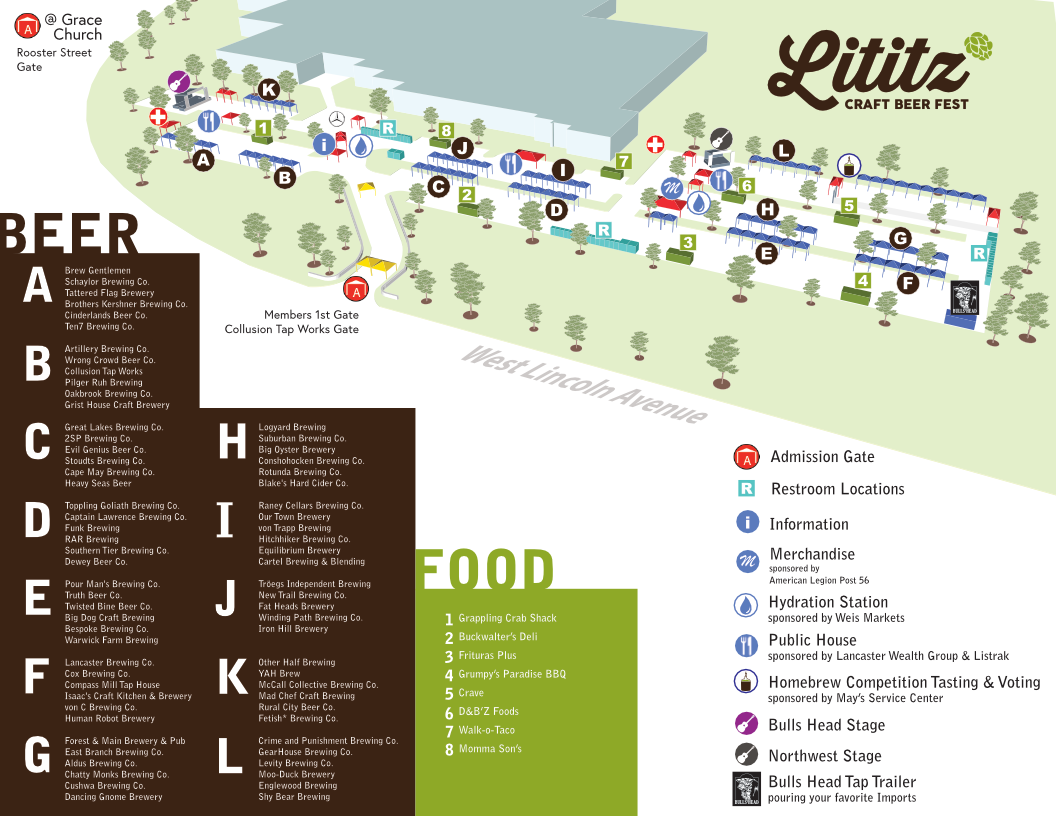 A @ Grace
Church
Rooster Street
Gate
Lititz
CRAFT BEER FEST
K
1
R
8
J
i
A
B
C
2
I
7
D
R
M
6
L
H
5
3
E
G
R
4
F
BULLS HEAD
A
Members 1st Gate
Collusion Tap Works Gate
West Lincoln Avenue
BEER
A
Brew Gentlemen
Schaylor Brewing Co.
Tattered Flag Brewery
Brothers Kershner Brewing Co.
Cinderlands Beer Co.
Ten7 Brewing Co.
B
Artillery Brewing Co.
Wrong Crowd Beer Co.
Collusion Tap Works
Pilger Ruh Brewing
Oakbrook Brewing Co.
Grist House Craft Brewery
C
Great Lakes Brewing Co.
2SP Brewing Co.
Evil Genius Beer Co.
Stoudts Brewing Co.
Cape May Brewing Co.
Heavy Seas Beer
D
Toppling Goliath Brewing Co.
Captain Lawrence Brewing Co.
Funk Brewing
RAR Brewing
Southern Tier Brewing Co.
Dewey Beer Co.
E
Pour Man's Brewing Co.
Truth Beer Co.
Twisted Bine Beer Co.
Big Dog Craft Brewing
Bespoke Brewing Co.
Warwick Farm Brewing
F
Lancaster Brewing Co.
Cox Brewing Co.
Compass Mill Tap House
Isaac's Craft Kitchen & Brewery
von C Brewing Co.
Human Robot Brewery
G
Forest & Main Brewery & Pub
East Branch Brewing Co.
Aldus Brewing Co.
Chatty Monks Brewing Co.
Cushwa Brewing Co.
Dancing Gnome Brewery
H
Logyard Brewing
Suburban Brewing Co.
Big Oyster Brewery
Conshohocken Brewing Co.
Rotunda Brewing Co.
Blake's Hard Cider Co.
I
Raney Cellars Brewing Co.
Our Town Brewery
von Trapp Brewing
Hitchhiker Brewing Co.
Equilibrium Brewery
Cartel Brewing & Blending
J
Tröegs Independent Brewing
New Trail Brewing Co.
Fat Heads Brewery
Winding Path Brewing Co.
Iron Hill Brewery
K
Other Half Brewing
YAH Brew
McCall Collective Brewing Co.
Mad Chef Craft Brewing
Rural City Beer Co.
Fetish* Brewing Co.
L
Crime and Punishment Brewing Co.
GearHouse Brewing Co.
Levity Brewing Co.
Moo-Duck Brewery
Englewood Brewing
Shy Bear Brewing
FOOD
1 Grappling Crab Shack
2 Buckwalter's Deli
3 Frituras Plus
4 Grumpy's Paradise BBQ
5 Crave
6 D&B'Z Foods
7 Walk-o-Taco
8 Momma Son's
A Admission Gate
R Restroom Locations
i Information
M Merchandise
sponsored by
American Legion Post 56
Hydration Station
sponsored by Weis Markets
Public House
sponsored by Lancaster Wealth Group & Listrak
Homebrew Competition Tasting & Voting
sponsored by May's Service Center
Bulls Head Stage
Northwest Stage
BULLS HEAD
Bulls Head Tap Trailer
pouring your favorite Imports